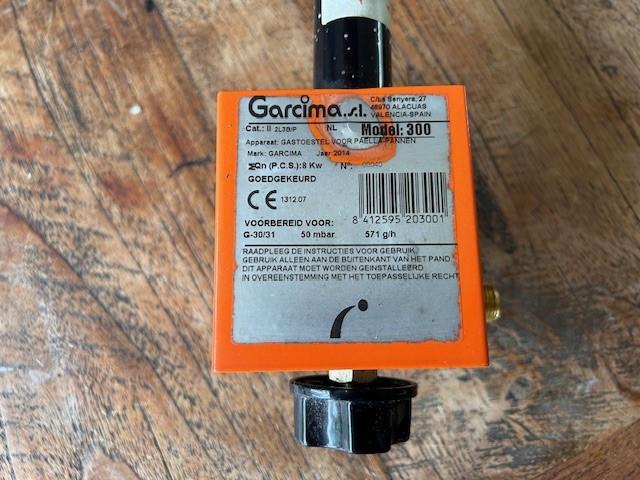 Garcima s.l.
C/La Senyera, 27
46970 ALACUAS
VALENCIA-SPAIN
Cat.: II 2L3B/P NL Model: 300
Apparaat: GASTOESTEL VOOR PAELLA-PANNEN
Mark: GARCIMA Jaar:2014
ΣQn (P.C.S.):8 Kw Nº:
GOEDGEKEURD
CE 1312.07
8 412595 203001
VOORBEREID VOOR:
G-30/31 50 mbar 571 g/h
RAADPLEEG DE INSTRUCTIES VOOR GEBRUIK,
GEBRUIK ALLEEN AAN DE BUITENKANT VAN HET PAND.
DIT APPARAAT MOET WORDEN GEINSTALLEERD
IN OVEREENSTEMMING MET HET TOEPASSELIJKE RECHT